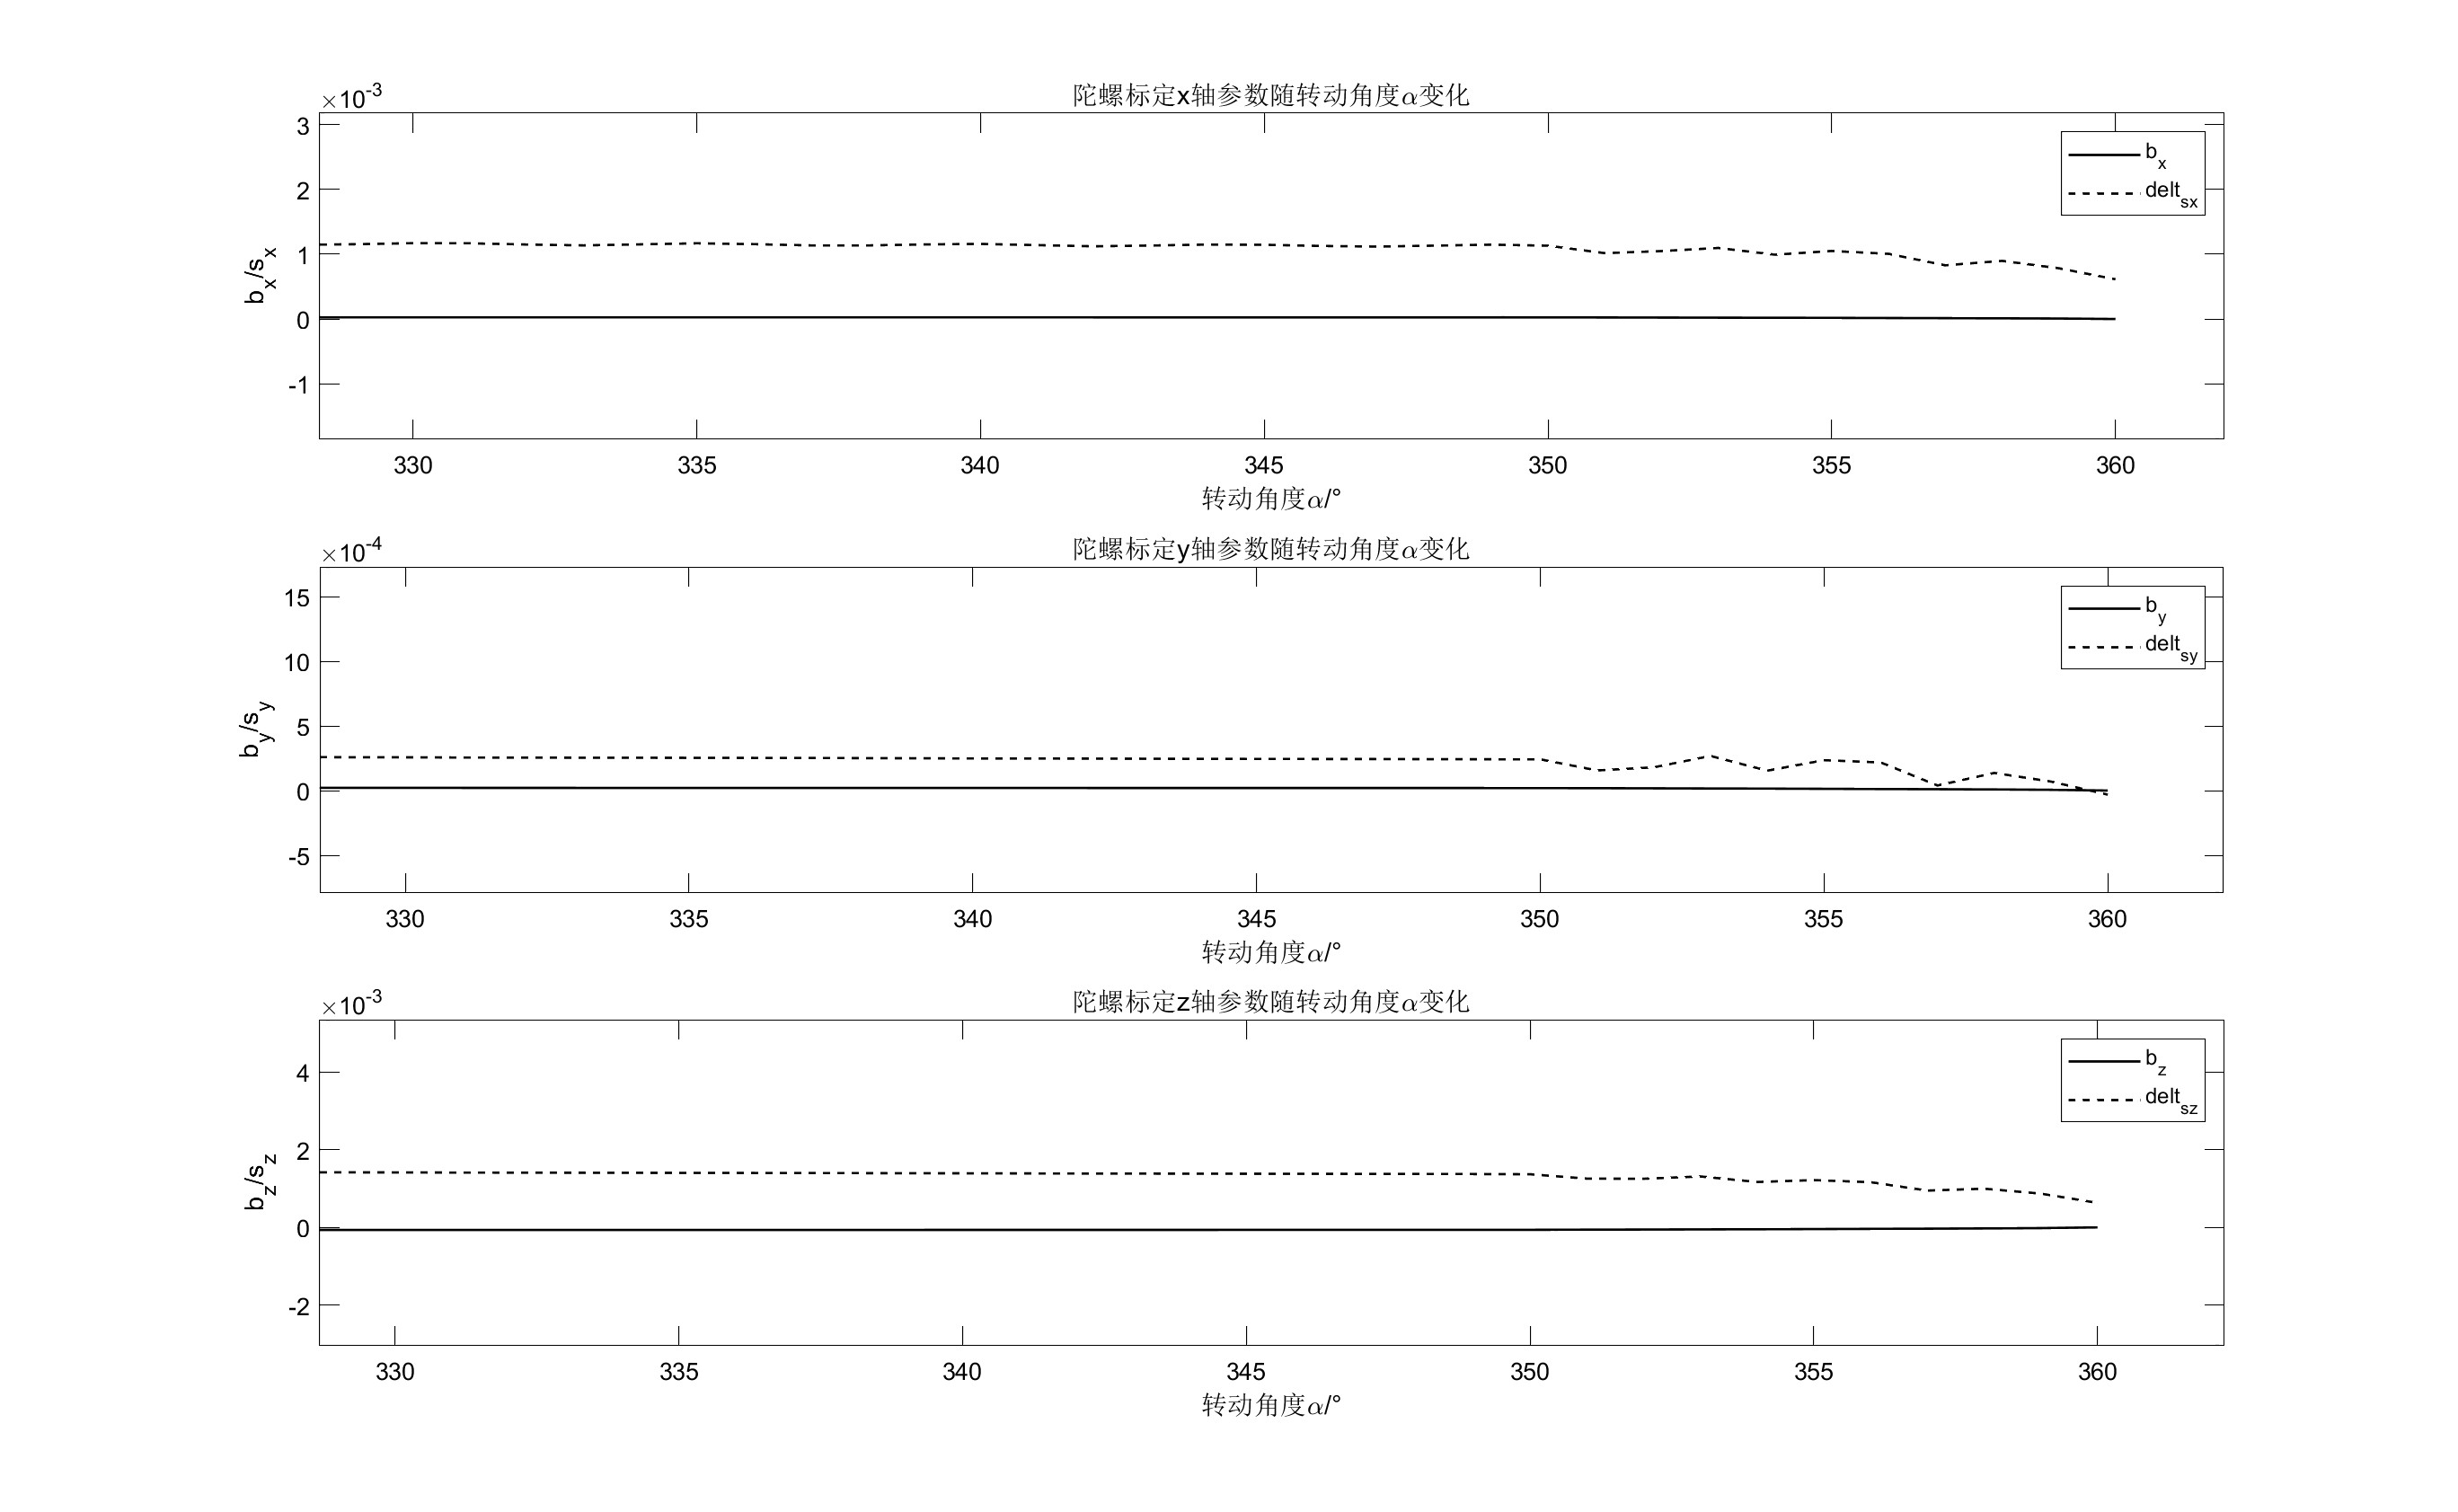 陀螺标定x轴参数随转动角度α变化
×10-3
3
2
1
0
-1
bx/sx
bx
deltsx
330 335 340 345 350 355 360
转动角度α/°
陀螺标定y轴参数随转动角度α变化
×10-4
15
10
5
0
-5
by/sy
by
deltsy
330 335 340 345 350 355 360
转动角度α/°
陀螺标定z轴参数随转动角度α变化
×10-3
4
2
0
-2
bz/sz
bz
deltsz
330 335 340 345 350 355 360
转动角度α/°